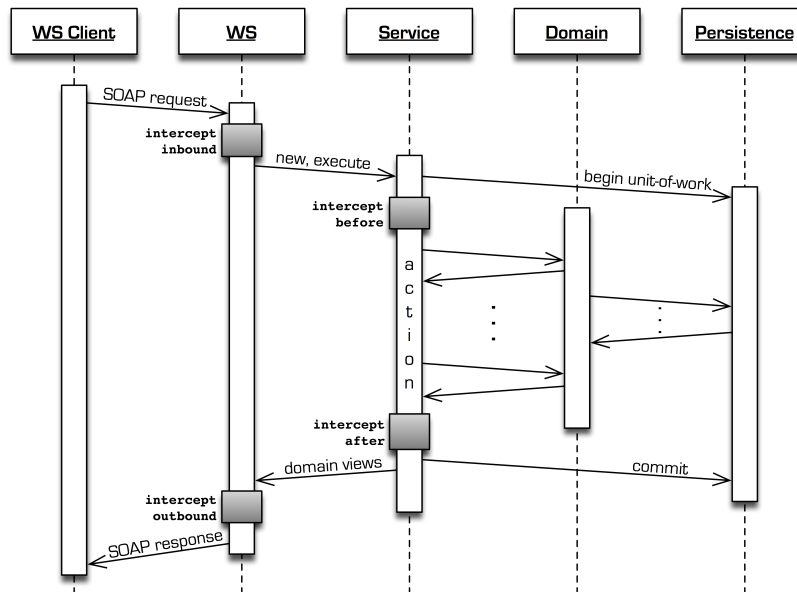 WS Client
WS
Service
Domain
Persistence
SOAP request
intercept
inbound
new, execute
begin unit-of-work
intercept
before
a
c
t
i
o
n
intercept
after
domain views
commit
intercept
outbound
SOAP response